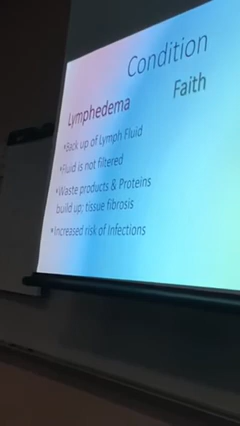 Condition
Faith
Lymphedema
•Back up of Lymph Fluid
•Fluid is not filtered
•Waste products & Proteins
build up; tissue fibrosis
•Increased risk of Infections